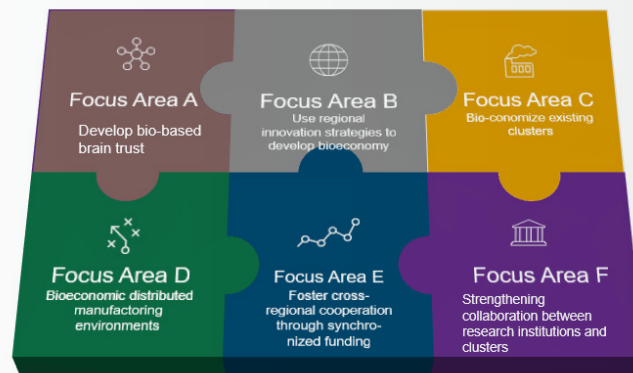 Focus Area A
Develop bio-based
brain trust
Focus Area B
Use regional
innovation strategies to
develop bioeconomy
Focus Area C
Bio-conomize existing
clusters
Focus Area D
Bioeconomic distributed
manufactoring
environments
Focus Area E
Foster cross-
regional cooperation
through synchro-
nized funding
Focus Area F
Strengthening
collaboration between
research institutions and
clusters